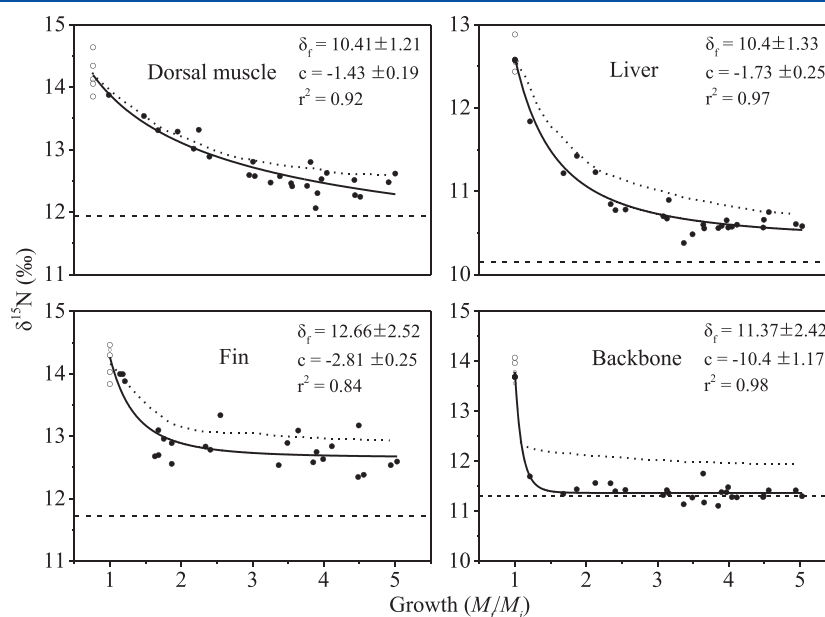 15
14
13
12
11
Dorsal muscle
δf = 10.41±1.21
c = -1.43 ±0.19
r² = 0.92
13
12
11
10
Liver
δf = 10.4±1.33
c = -1.73 ±0.25
r² = 0.97
δ¹⁵N (‰)
15
14
13
12
11
Fin
δf = 12.66±2.52
c = -2.81 ±0.25
r² = 0.84
1 2 3 4 5
15
14
13
12
11
10
Backbone
δf = 11.37±2.42
c = -10.4 ±1.17
r² = 0.98
1 2 3 4 5
Growth (Mt/Mi)